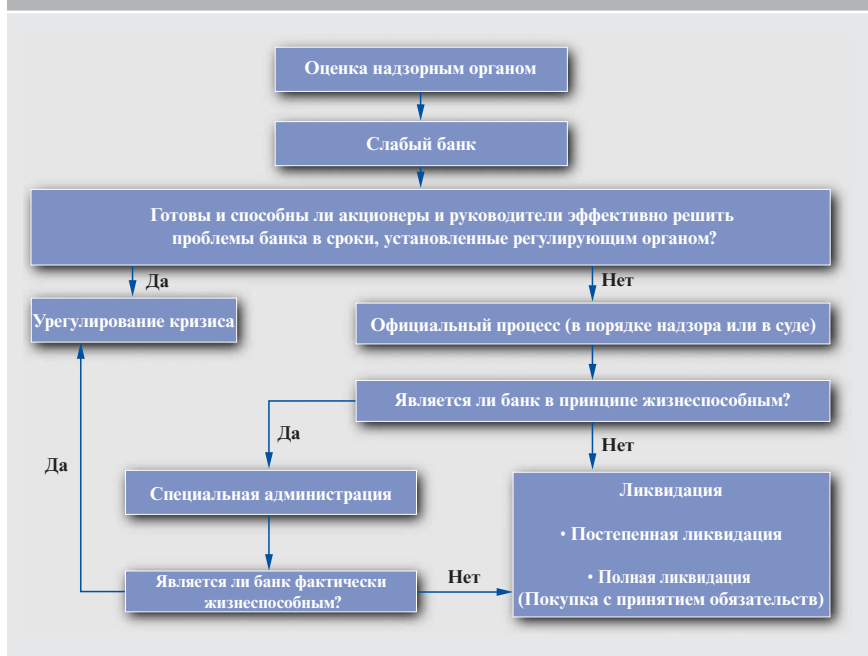 Оценка надзорным органом
Слабый банк
Готовы и способны ли акционеры и руководители эффективно решить
проблемы банка в сроки, установленные регулирующим органом?
Да
Нет
Урегулирование кризиса
Официальный процесс (в порядке надзора или в суде)
Является ли банк в принципе жизнеспособным?
Да
Нет
Да
Специальная администрация
Ликвидация
• Постепенная ликвидация
• Полная ликвидация
(Покупка с принятием обязательств)
Является ли банк фактически
жизнеспособным?
Нет